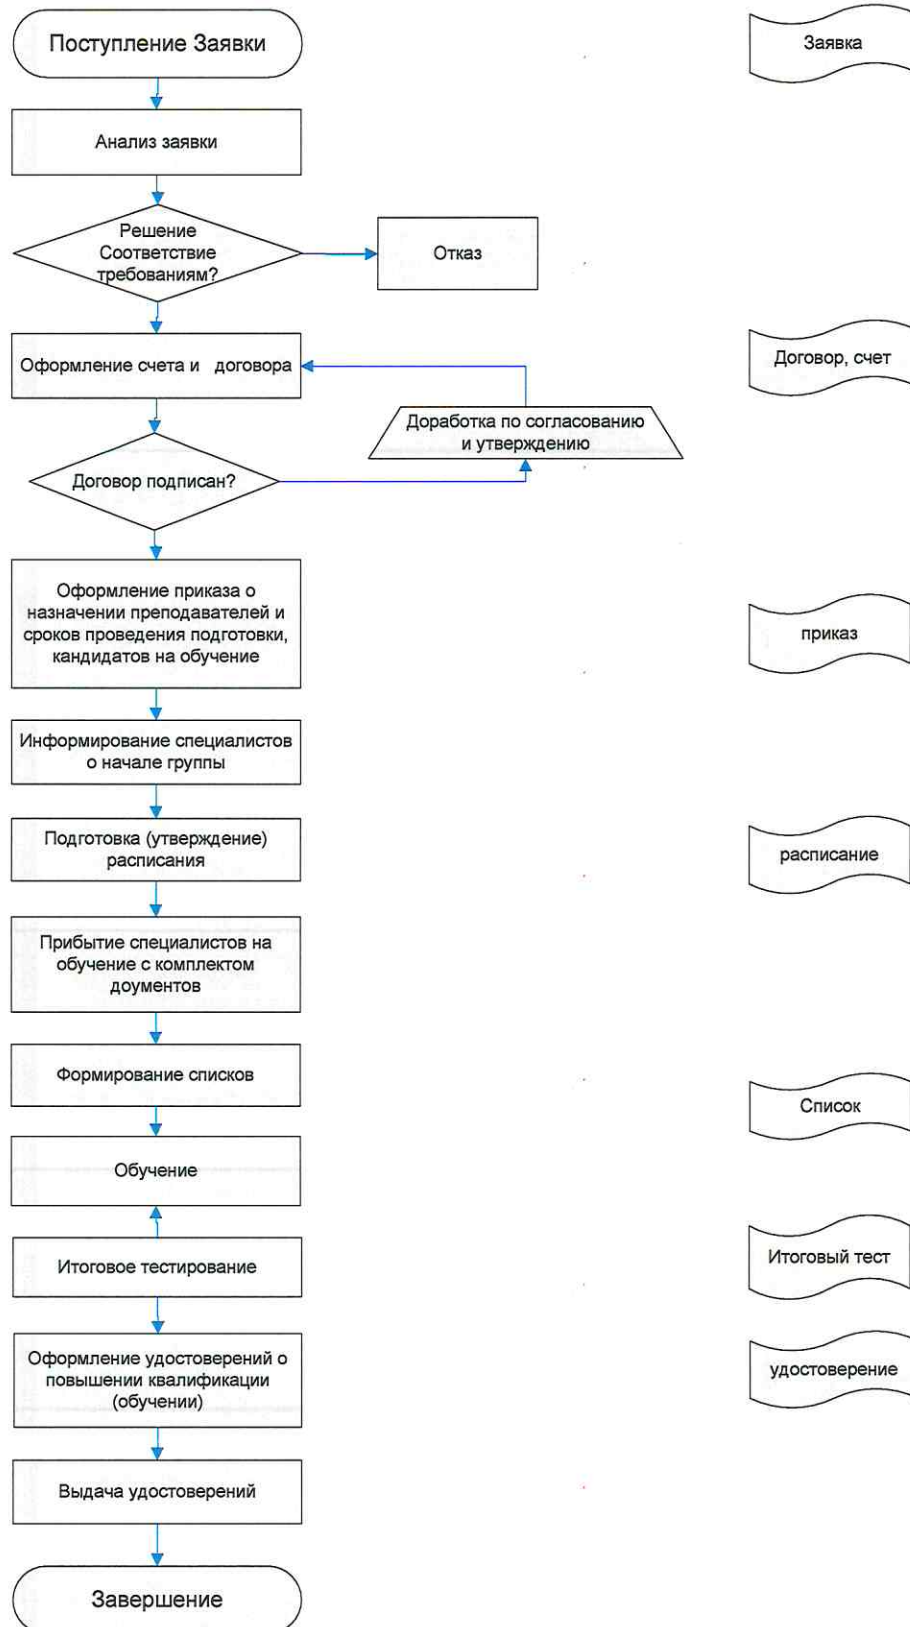 Поступление Заявки
Заявка
Анализ заявки
Решение
Соответствие
требованиям?
Отказ
Оформление счета и договора
Договор, счет
Доработка по согласованию
и утверждению
Договор подписан?
Оформление приказа о
назначении преподавателей и
сроков проведения подготовки,
кандидатов на обучение
приказ
Информирование специалистов
о начале группы
Подготовка (утверждение)
расписания
расписание
Прибытие специалистов на
обучение с комплектом
доументов
Формирование списков
Список
Обучение
Итоговое тестирование
Итоговый тест
Оформление удостоверений о
повышении квалификации
(обучении)
удостоверение
Выдача удостоверений
Завершение